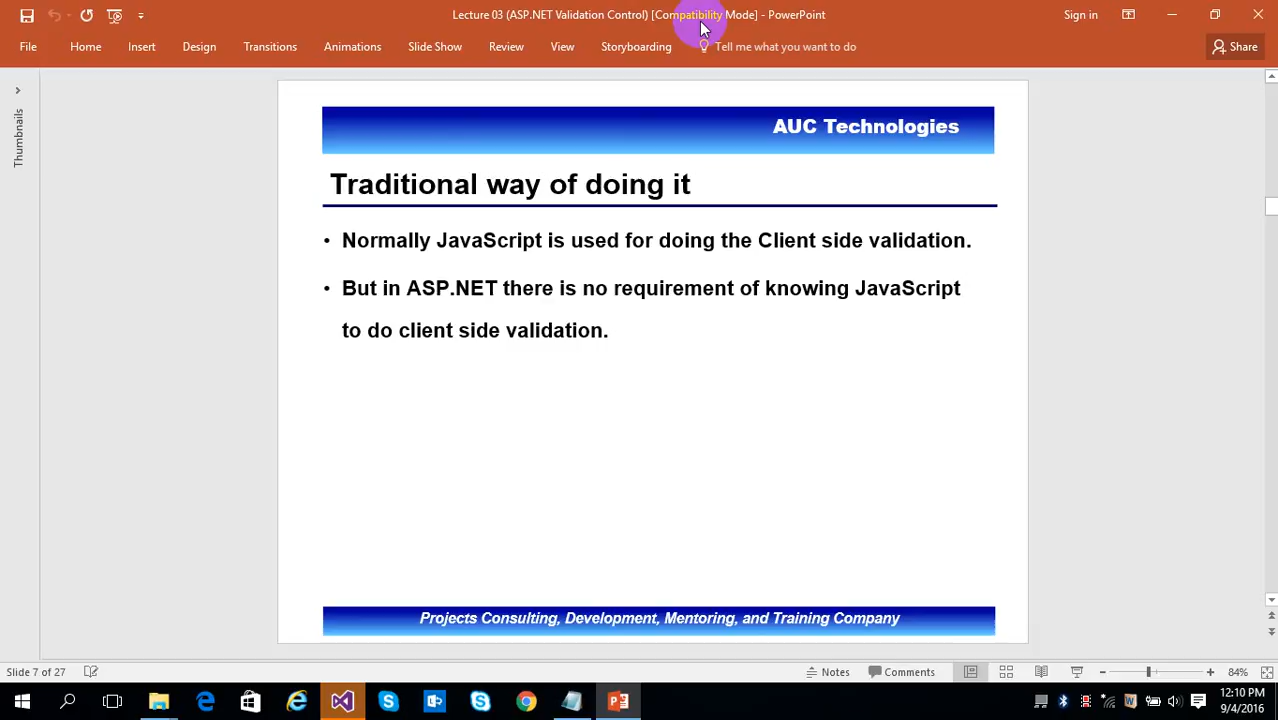 Lecture 03 (ASP.NET Validation Control) [Compatibility Mode] - PowerPoint
Sign in
File Home Insert Design Transitions Animations Slide Show Review View Storyboarding Tell me what you want to do Share
Thumbnails
AUC Technologies
Traditional way of doing it
• Normally JavaScript is used for doing the Client side validation.
• But in ASP.NET there is no requirement of knowing JavaScript
to do client side validation.
Projects Consulting, Development, Mentoring, and Training Company
Slide 7 of 27 Notes Comments 84%
12:10 PM
9/4/2016